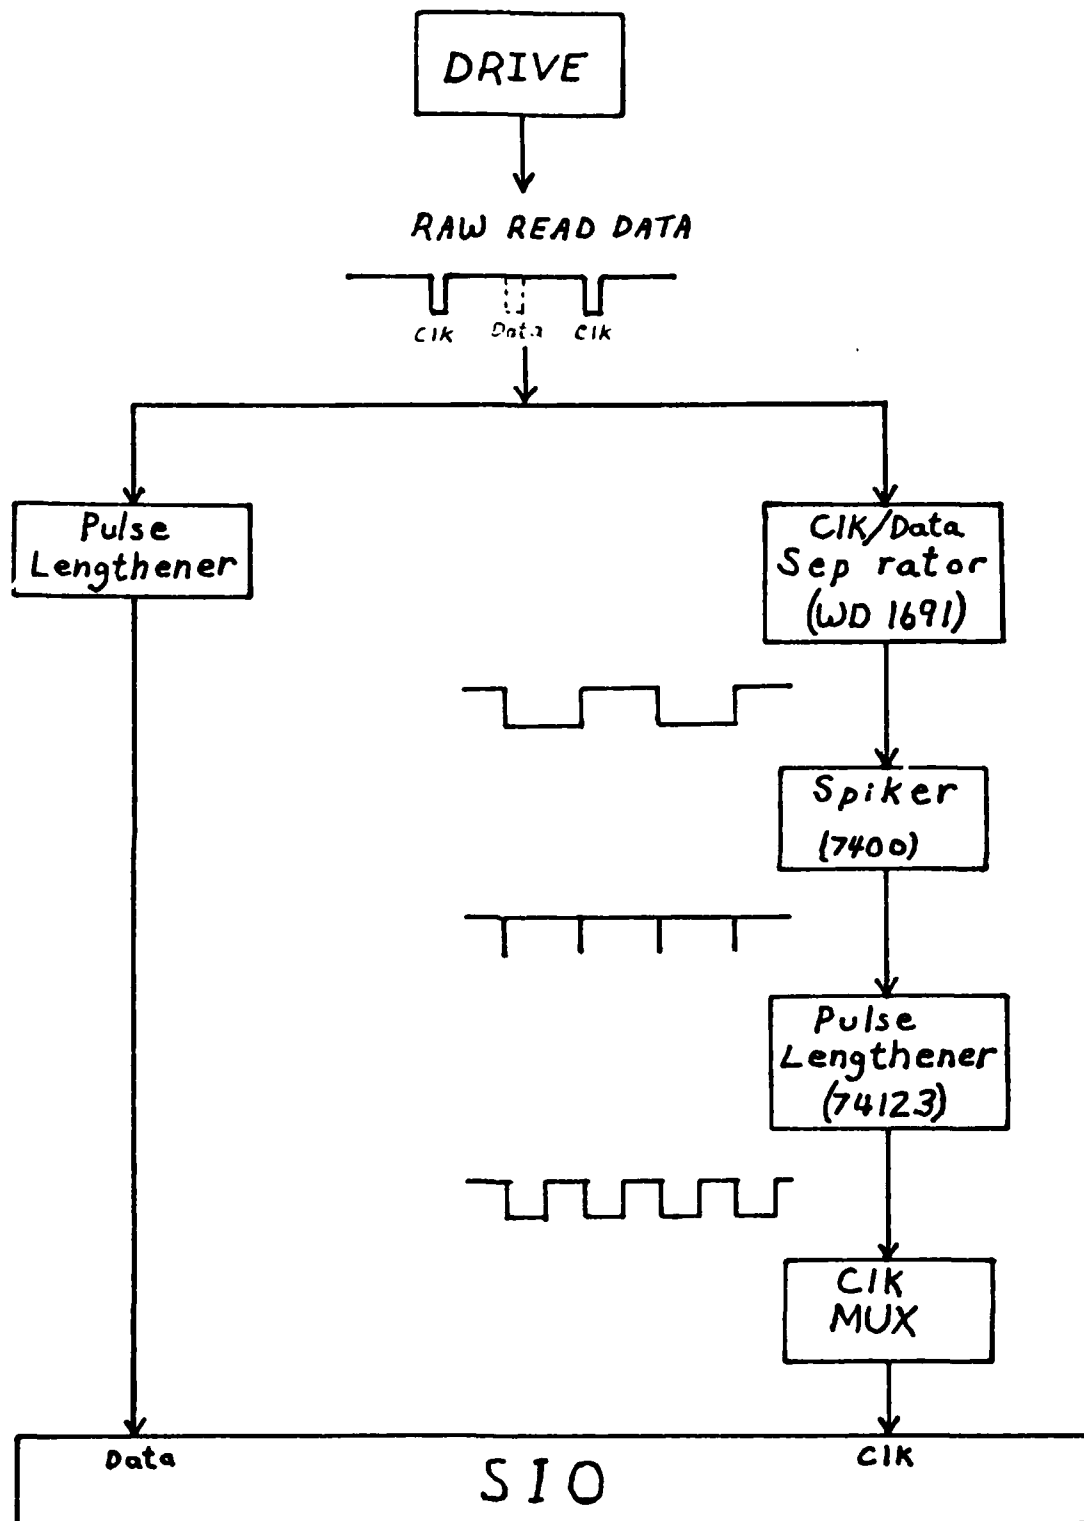 DRIVE
RAW READ DATA
Clk Data Clk
Pulse
Lengthener
Clk/Data
Sep rator
(WD 1691)
Spiker
(7400)
Pulse
Lengthener
(74123)
Clk
MUX
Data
Clk
SIO